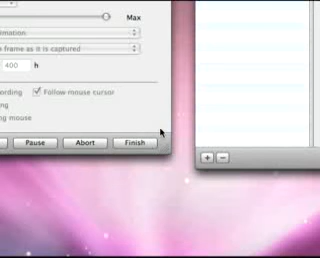 Max
imation
n frame as it is captured
400 h
ording Follow mouse cursor
ng
ng mouse
Pause Abort Finish